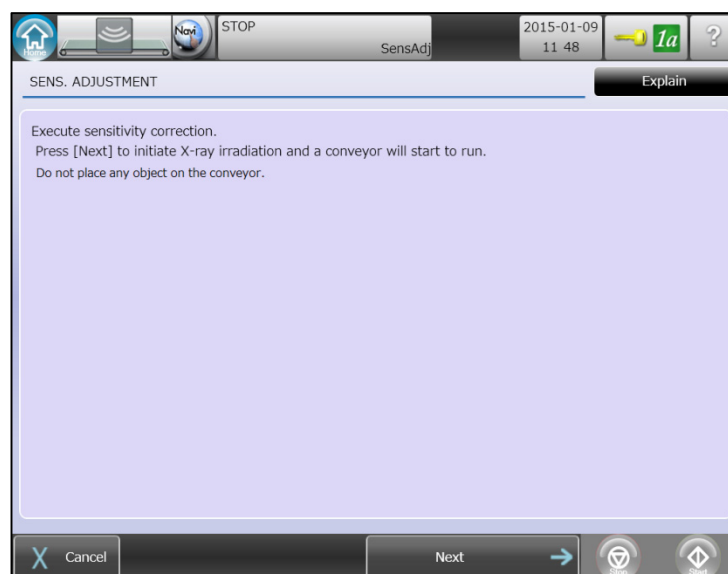 Home
Navi
STOP
SensAdj
2015-01-09
11 48
1a
?
SENS. ADJUSTMENT
Explain
Execute sensitivity correction.
Press [Next] to initiate X-ray irradiation and a conveyor will start to run.
Do not place any object on the conveyor.
X Cancel
Next
Stop
Start